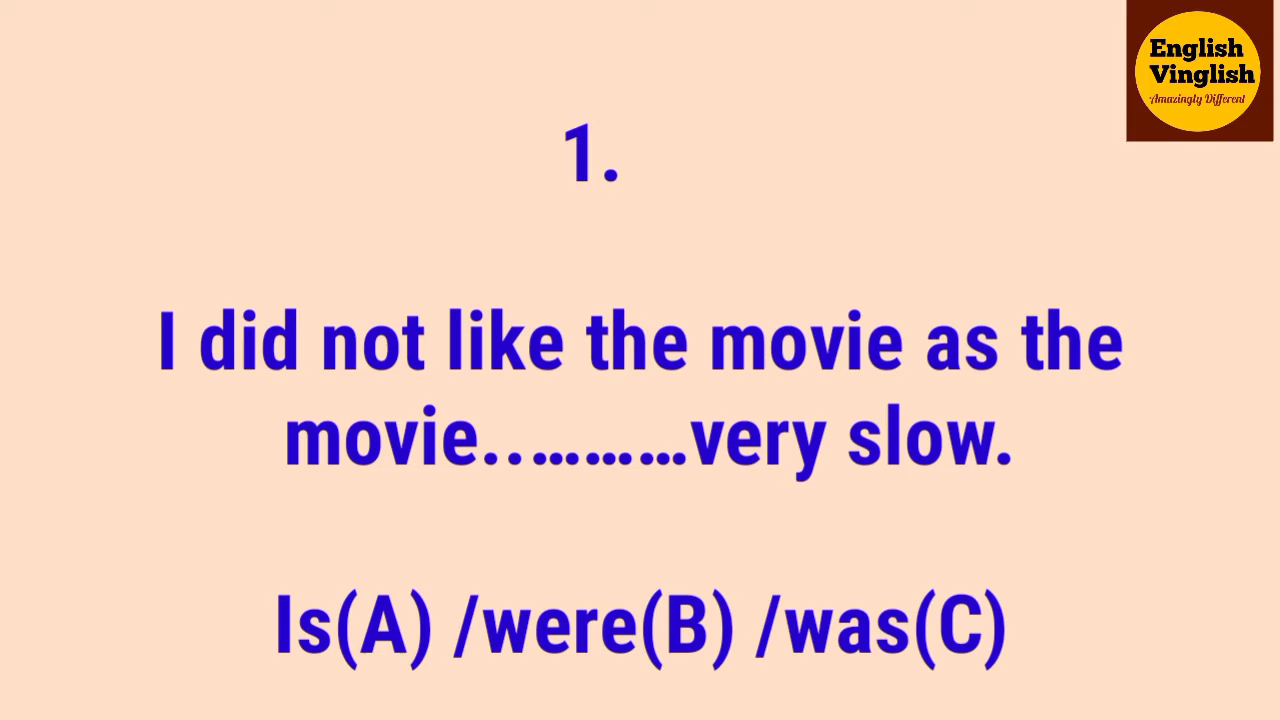 English
Vinglish
Amazingly Different
1.
I did not like the movie as the
movie..………very slow.
Is(A) /were(B) /was(C)